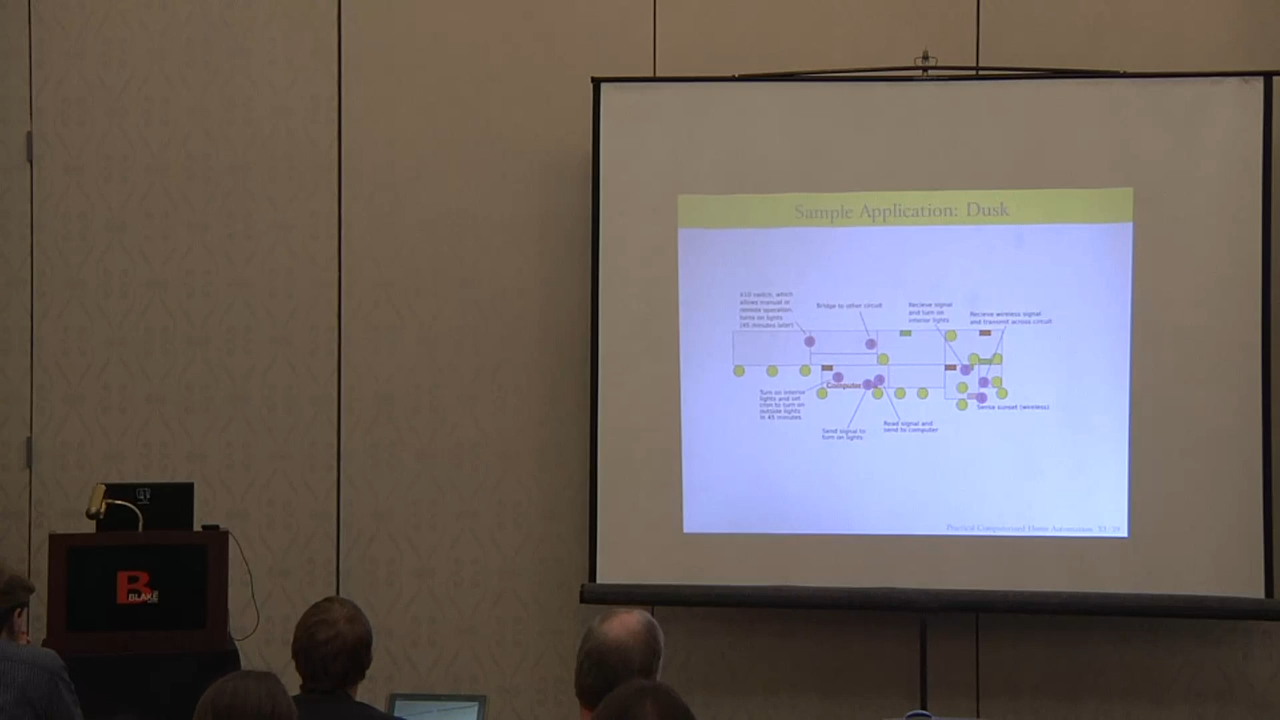 Sample Application: Dusk
X10 switch, which
allows manual or
remote operation,
turns on lights
(45 minutes later)
Bridge to other circuit
Recieve signal
and turn on
interior lights
Recieve wireless signal
and transmit across circuit
Computer
Turn on interior
lights and set
cron to turn on
outside lights
in 45 minutes
Send signal to
turn on lights
Read signal and
send to computer
Sense sunset (wireless)
Practical Computerized Home Automation
B
BLAKE